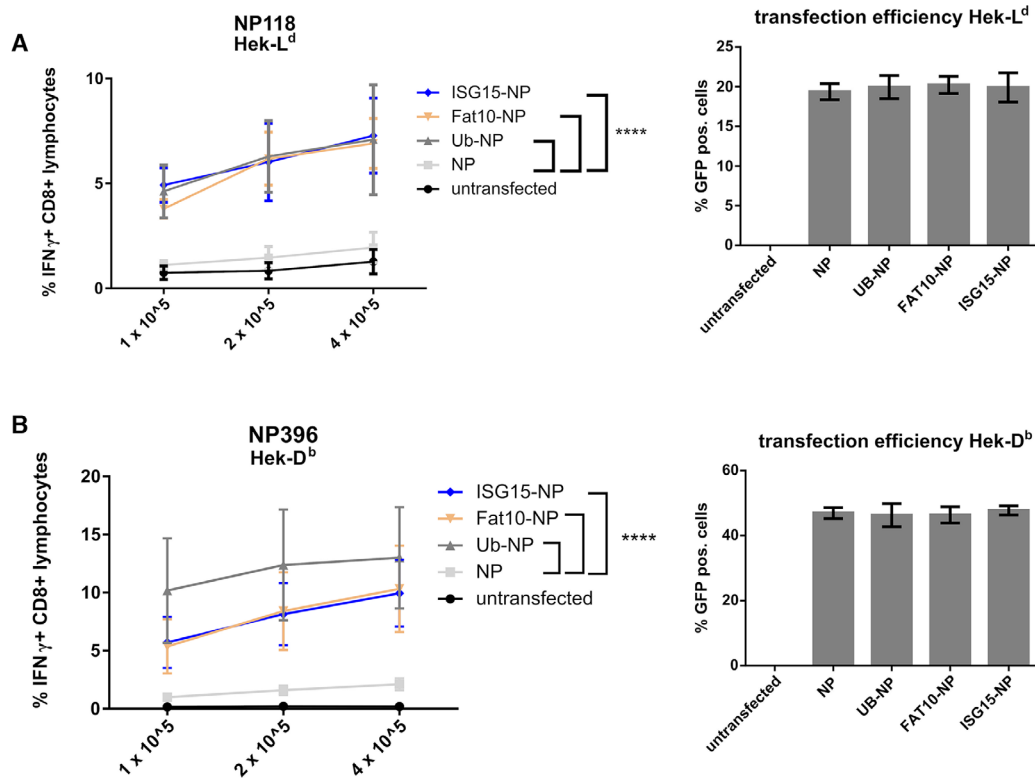 A
NP118
Hek-Lᵈ
% IFNγ+ CD8+ lymphocytes
10
5
0
1 x 10^5
2 x 10^5
4 x 10^5
ISG15-NP
Fat10-NP
Ub-NP
NP
untransfected
****
transfection efficiency Hek-Lᵈ
% GFP pos. cells
25
20
15
10
5
0
untransfected
NP
UB-NP
FAT10-NP
ISG15-NP
B
NP396
Hek-Dᵇ
% IFNγ+ CD8+ lymphocytes
20
15
10
5
0
1 x 10^5
2 x 10^5
4 x 10^5
ISG15-NP
Fat10-NP
Ub-NP
NP
untransfected
****
transfection efficiency Hek-Dᵇ
% GFP pos. cells
60
40
20
0
untransfected
NP
UB-NP
FAT10-NP
ISG15-NP